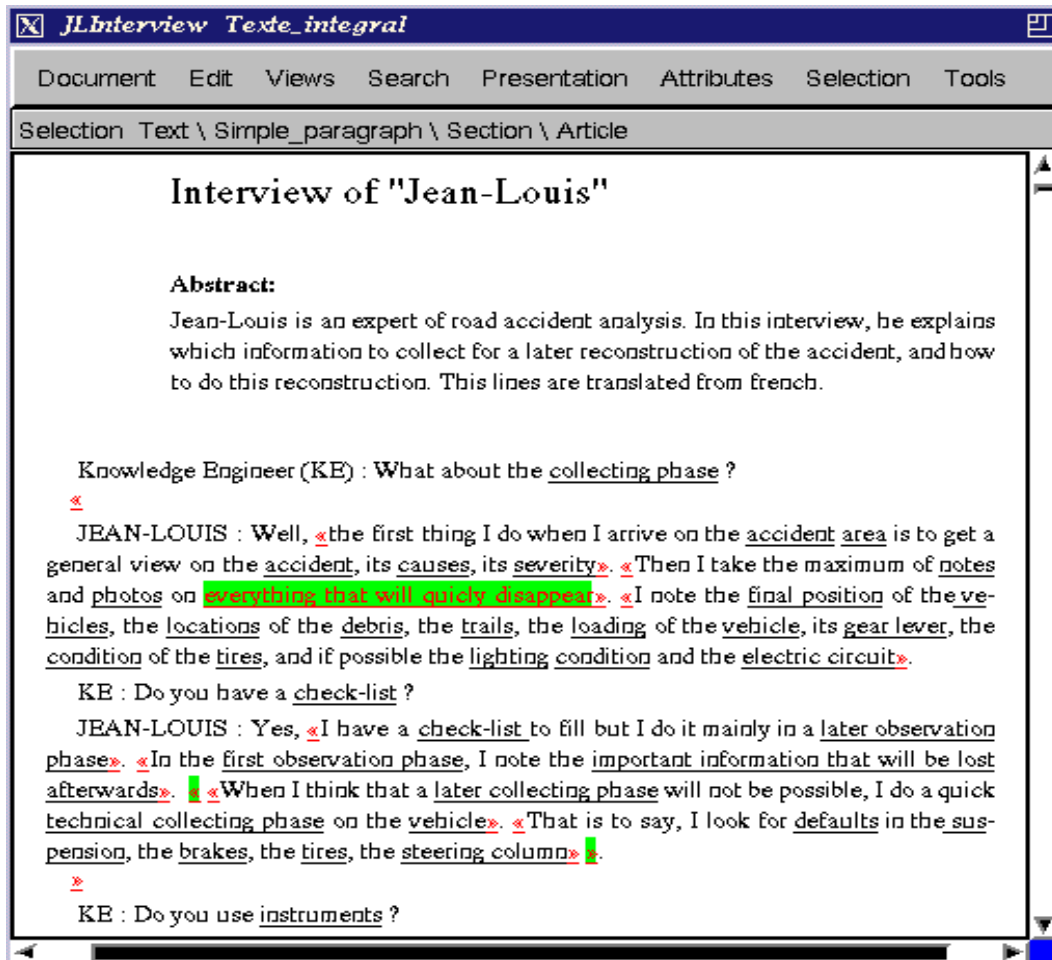 JLInterview Texte_integral
Document Edit Views Search Presentation Attributes Selection Tools
Selection Text \ Simple_paragraph \ Section \ Article
Interview of "Jean-Louis"
Abstract:
Jean-Louis is an expert of road accident analysis. In this interview, he explains
which information to collect for a later reconstruction of the accident, and how
to do this reconstruction. This lines are translated from french.
Knowledge Engineer (KE) : What about the collecting phase ?
«
JEAN-LOUIS : Well, «the first thing I do when I arrive on the accident area is to get a
general view on the accident, its causes, its severity». «Then I take the maximum of notes
and photos on everything that will quicly disappear». «I note the final position of the ve-
hicles, the locations of the debris, the trails, the loading of the vehicle, its gear lever, the
condition of the tires, and if possible the lighting condition and the electric circuit».
KE : Do you have a check-list ?
JEAN-LOUIS : Yes, «I have a check-list to fill but I do it mainly in a later observation
phase». «In the first observation phase, I note the important information that will be lost
afterwards». « «When I think that a later collecting phase will not be possible, I do a quick
technical collecting phase on the vehicle». «That is to say, I look for defaults in the sus-
pension, the brakes, the tires, the steering column» ».
»
KE : Do you use instruments ?